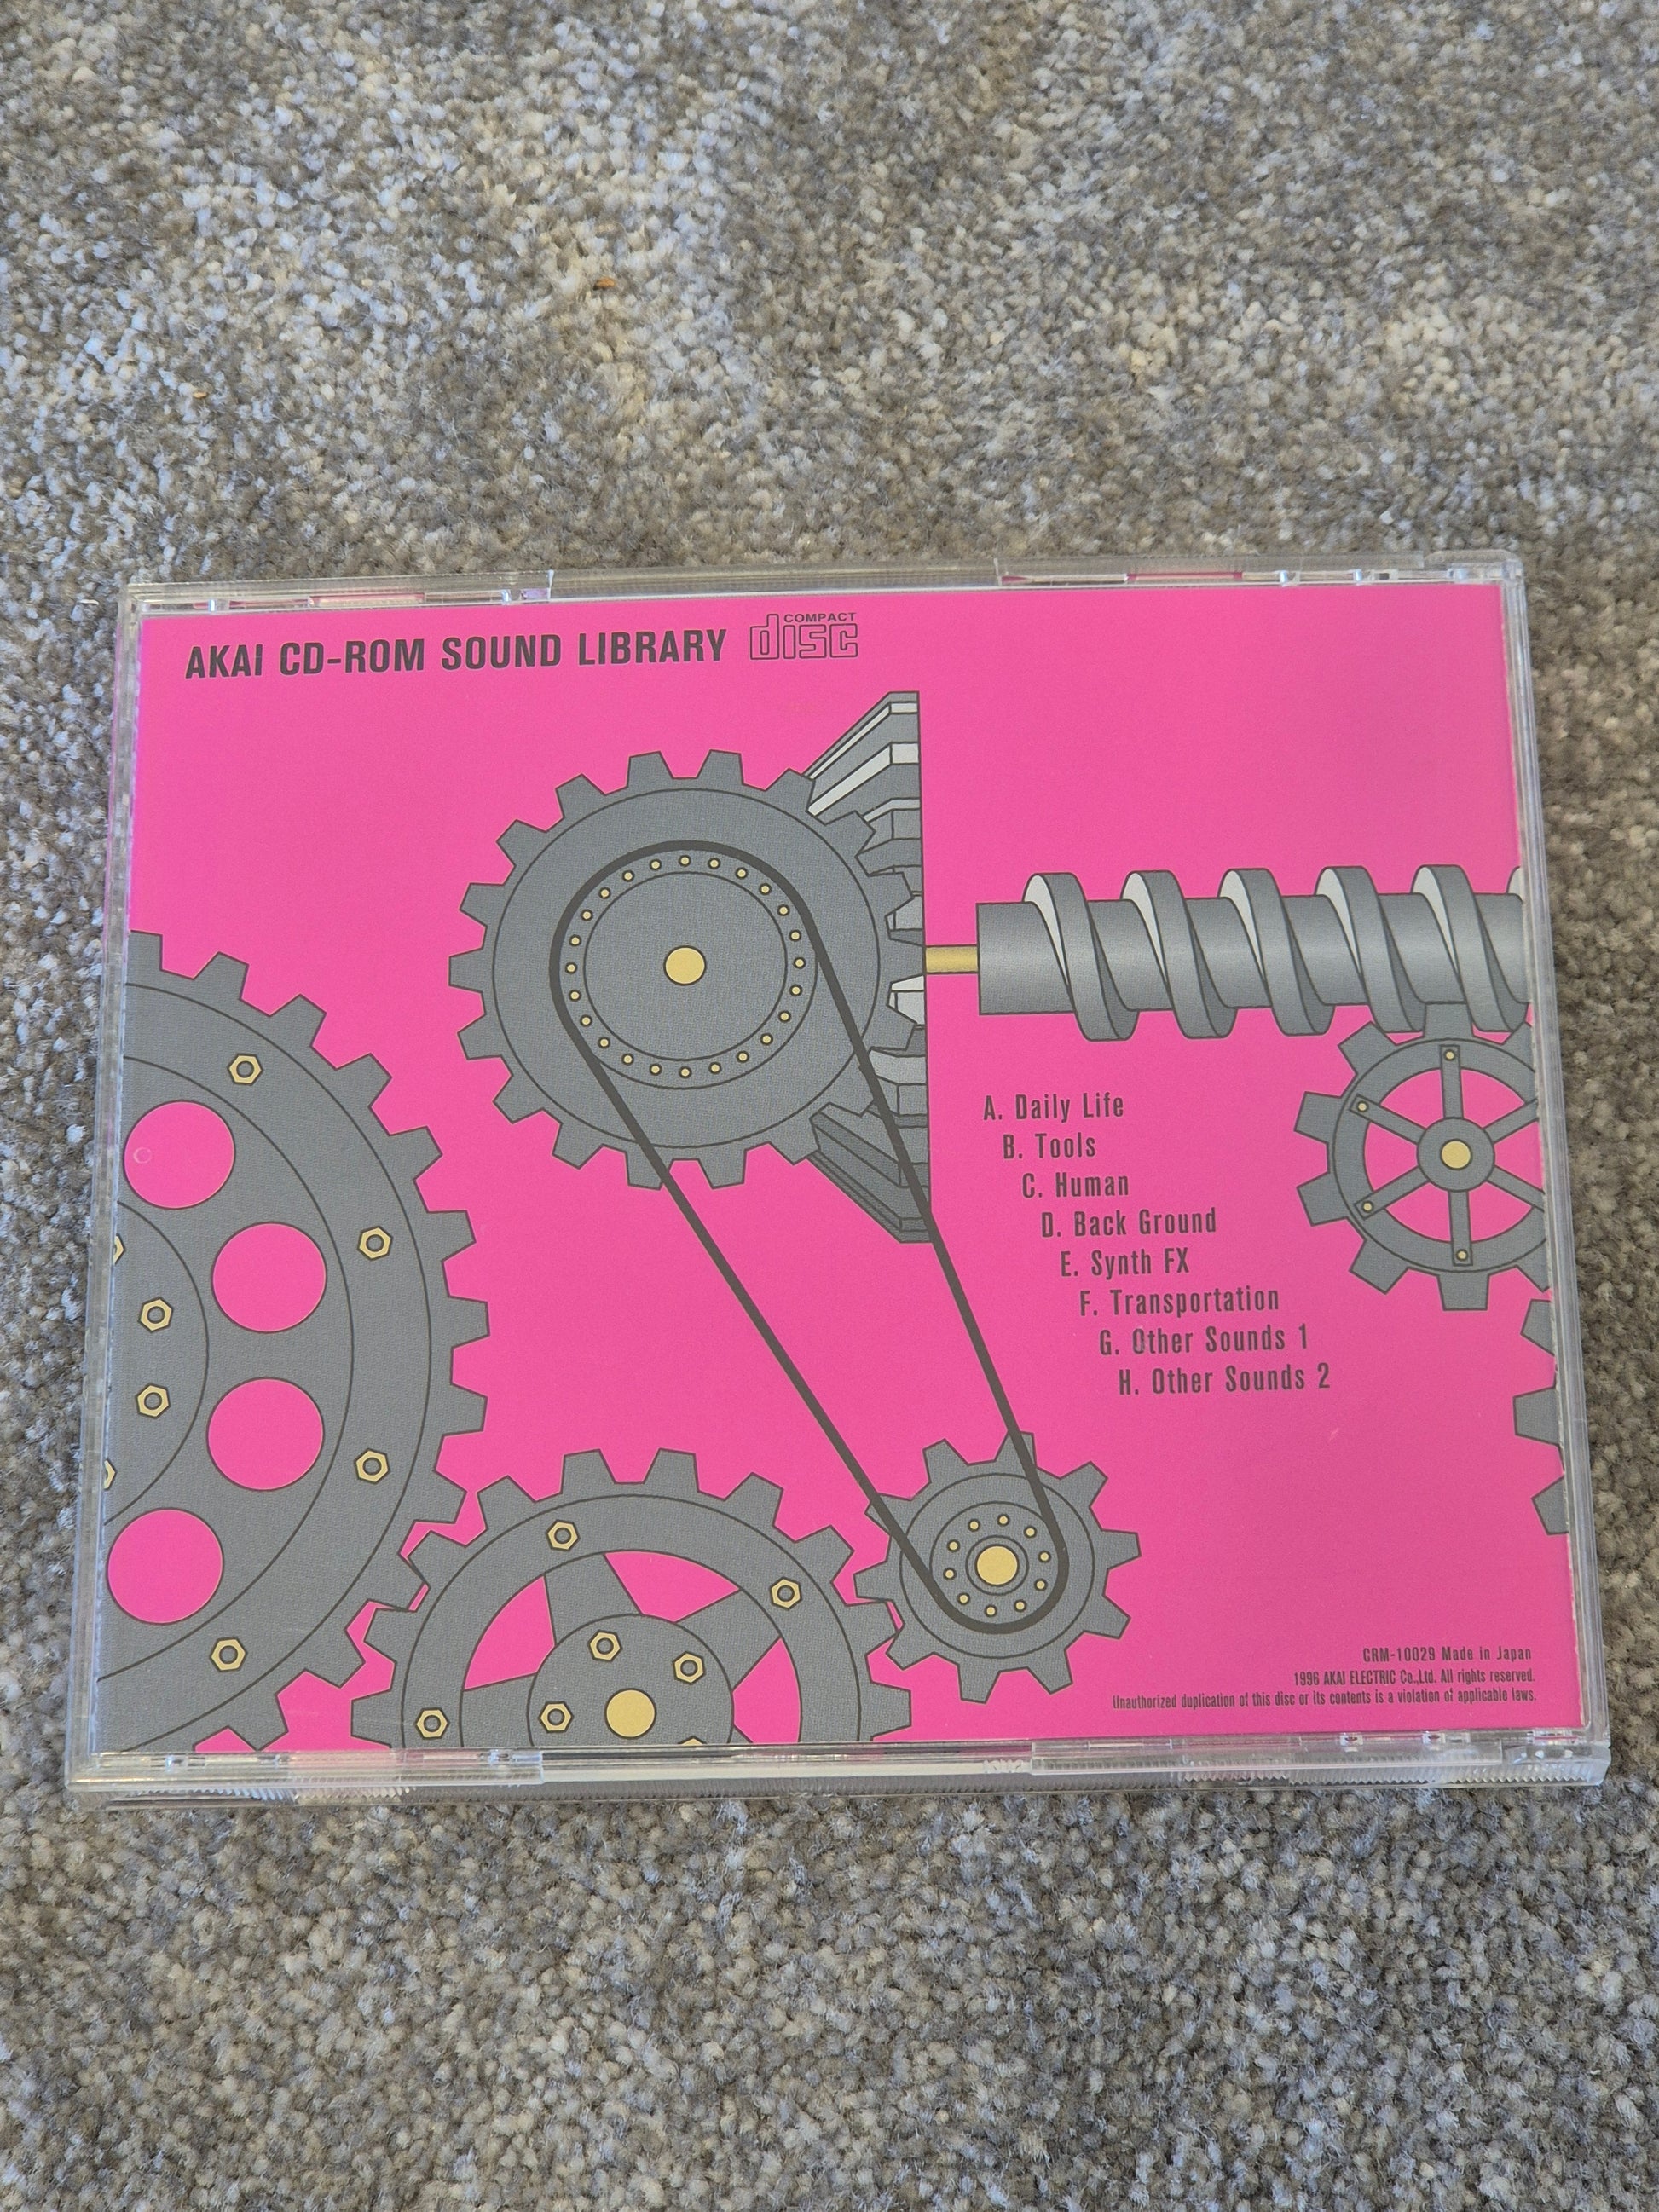 AKAI CD-ROM SOUND LIBRARY COMPACT disc
A. Daily Life
B. Tools
C. Human
D. Back Ground
E. Synth FX
F. Transportation
G. Other Sounds 1
H. Other Sounds 2
CRM-10029 Made in Japan
1996 AKAI ELECTRIC Co.,Ltd. All rights reserved.
Unauthorized duplication of this disc or its contents is a violation of applicable laws.